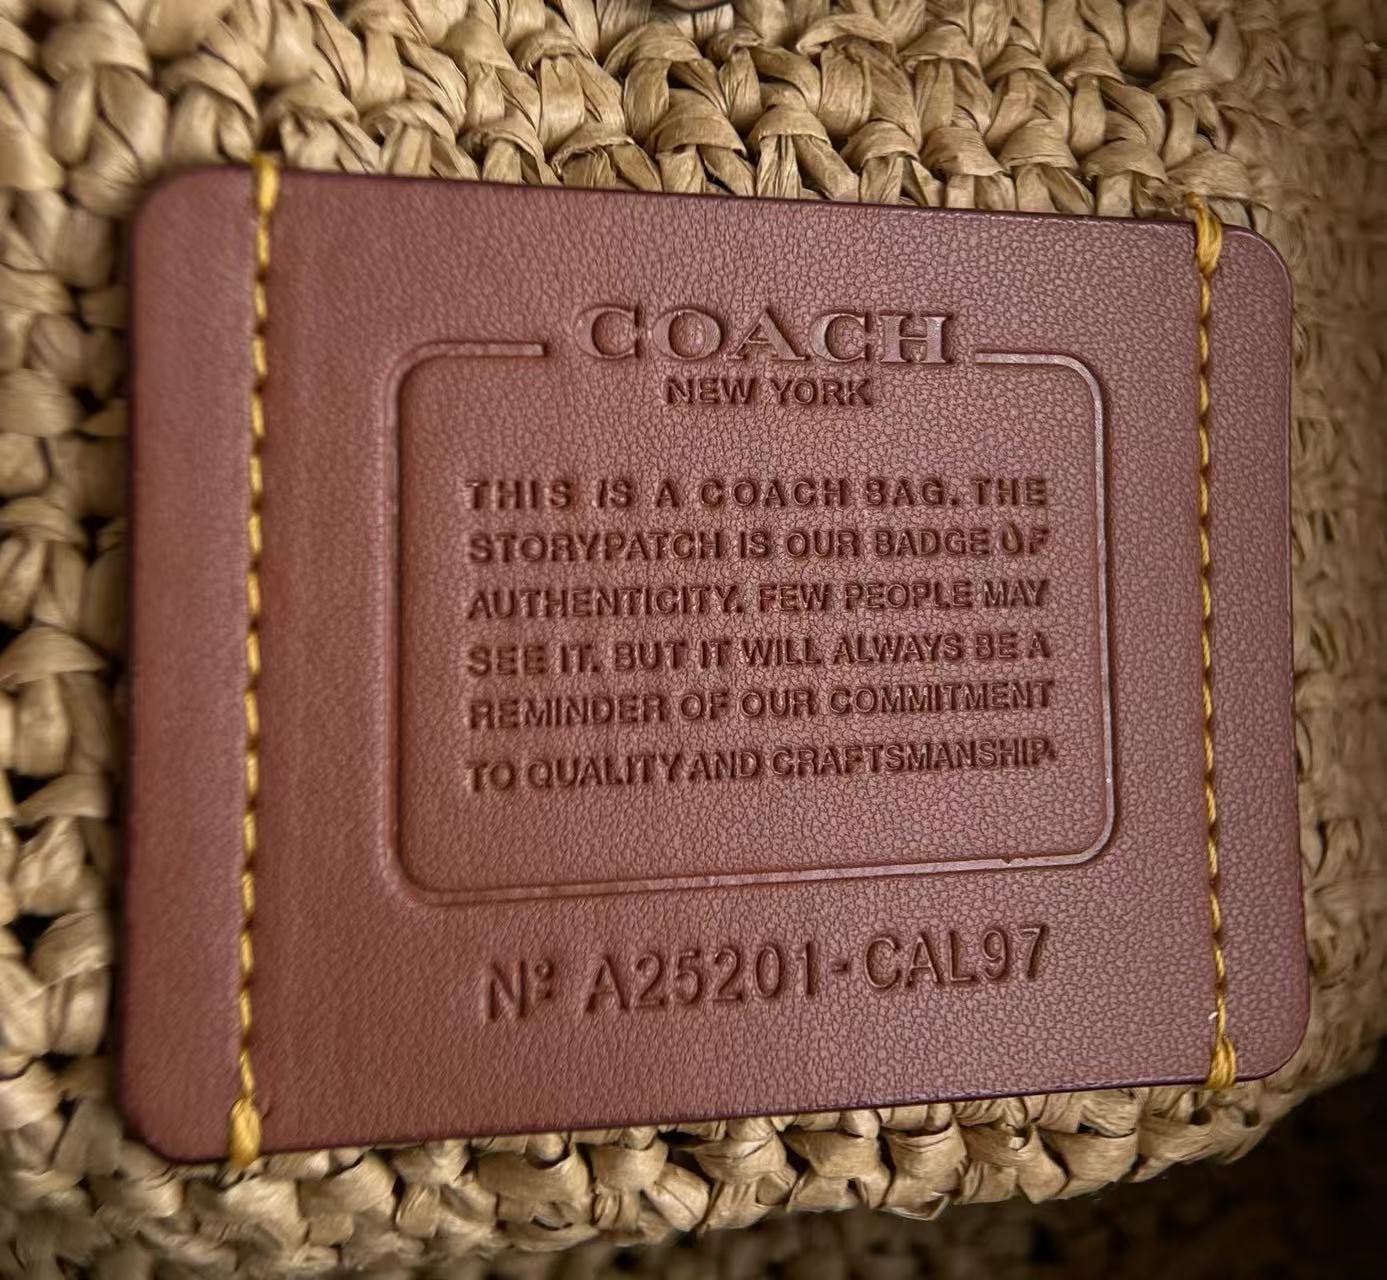 COACH
NEW YORK
THIS IS A COACH BAG. THE
STORYPATCH IS OUR BADGE OF
AUTHENTICITY. FEW PEOPLE MAY
SEE IT. BUT IT WILL ALWAYS BE A
REMINDER OF OUR COMMITMENT
TO QUALITY AND CRAFTSMANSHIP.
Nº A25201-CAL97